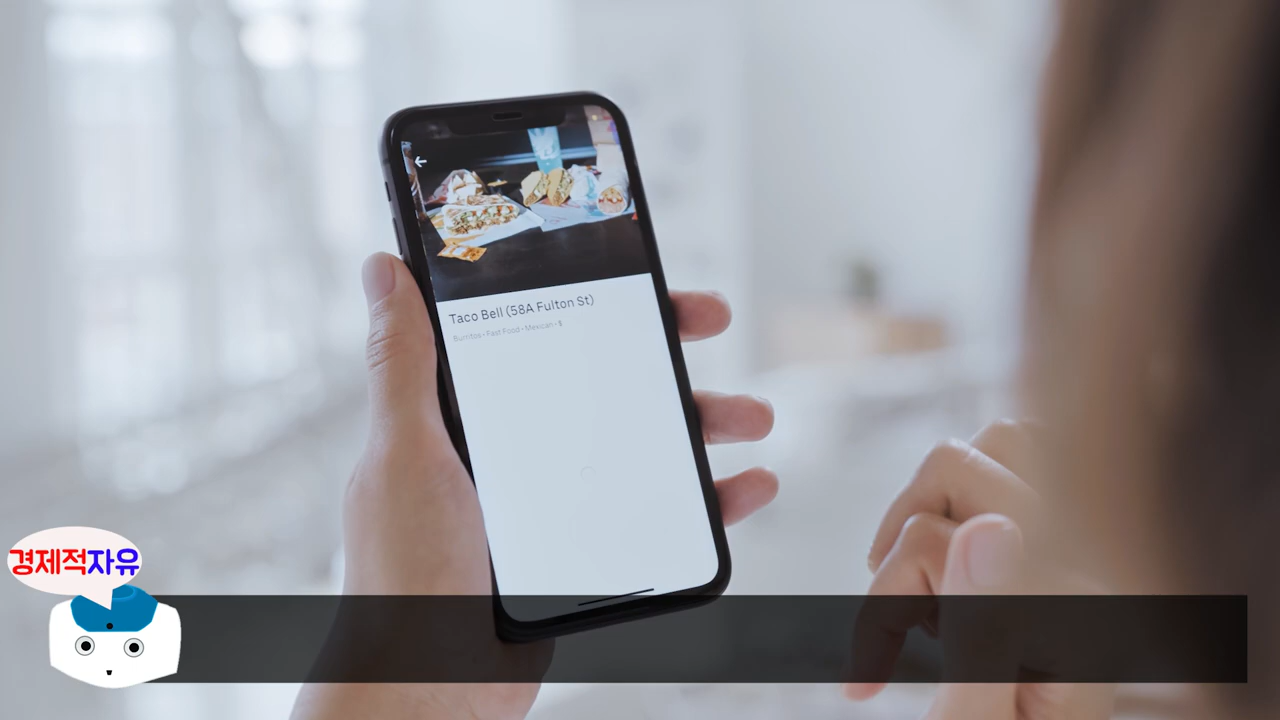 Taco Bell (58A Fulton St)
Burritos • Fast Food • Mexican • $
경제적자유